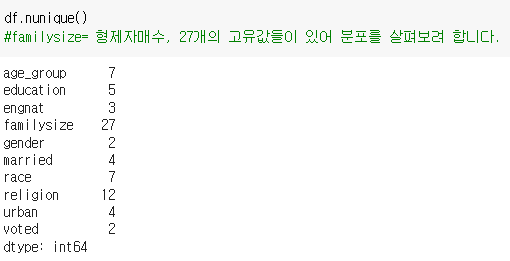 df.nunique()
#familysize= 형제자매수, 27개의 고유값들이 있어 분포를 살펴보려 합니다.
age_group 7
education 5
engnat 3
familysize 27
gender 2
married 4
race 7
religion 12
urban 4
voted 2
dtype: int64